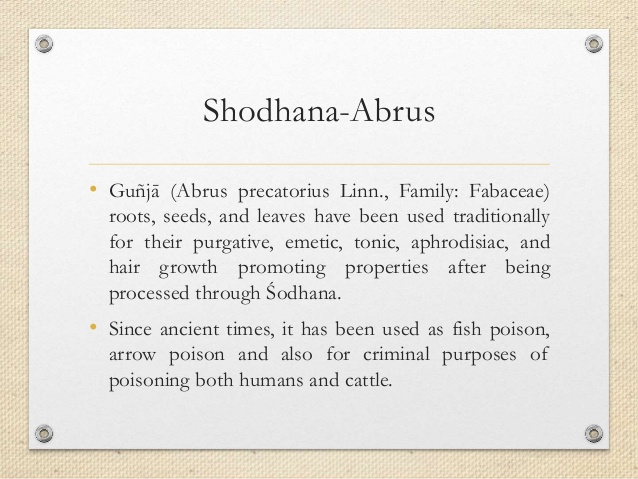 Shodhana-Abrus
• Guñjā (Abrus precatorius Linn., Family: Fabaceae)
roots, seeds, and leaves have been used traditionally
for their purgative, emetic, tonic, aphrodisiac, and
hair growth promoting properties after being
processed through Śodhana.
• Since ancient times, it has been used as fish poison,
arrow poison and also for criminal purposes of
poisoning both humans and cattle.